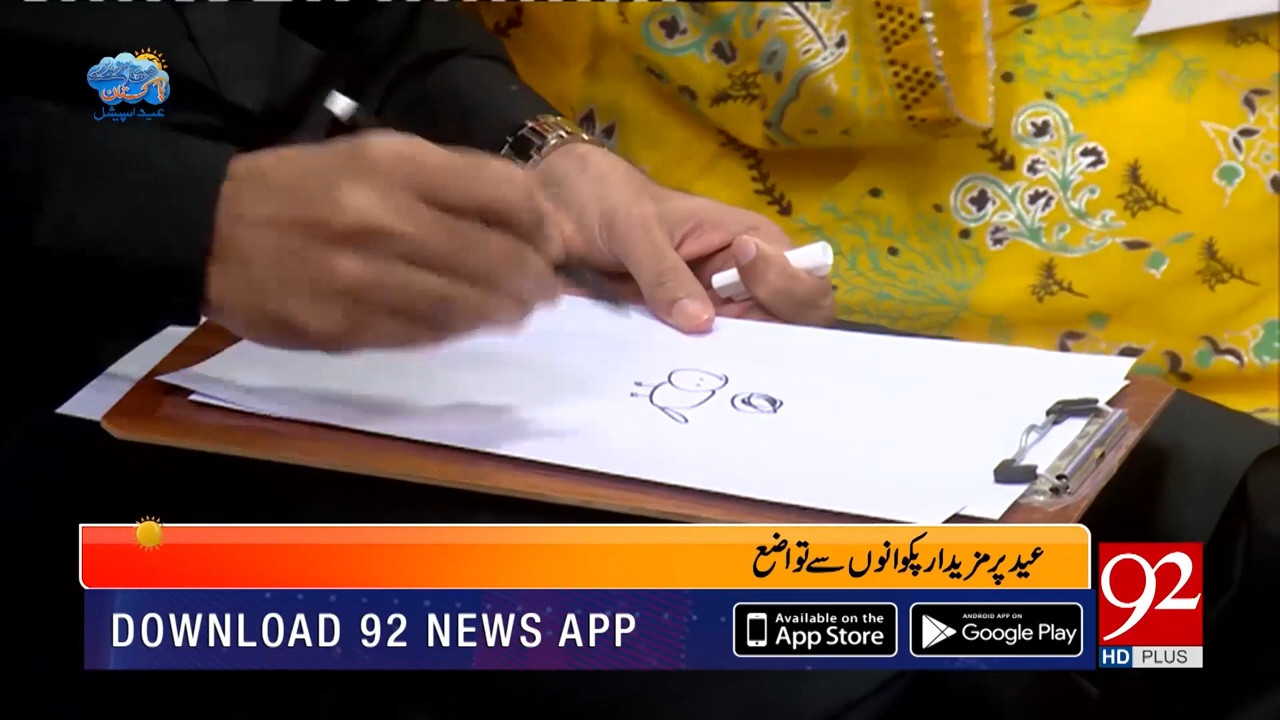 پاکستان
عید اسپیشل
عید پر مزیدار پکوانوں سے تواضع
DOWNLOAD 92 NEWS APP
Available on the
App Store
ANDROID APP ON
Google Play
92
HD PLUS